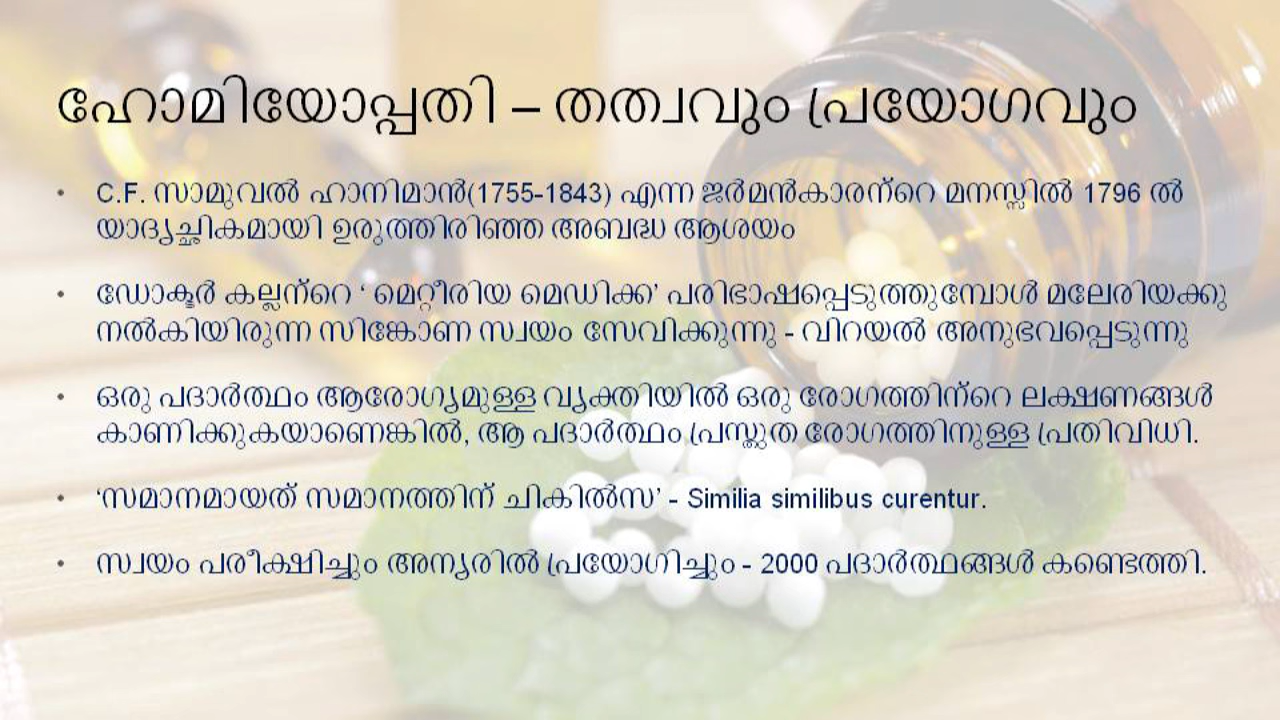 ഹോമിയോപ്പതി – തത്വവും പ്രയോഗവും
• C.F. സാമുവൽ ഹാനിമാൻ(1755-1843) എന്ന ജർമൻകാരന്റെ മനസ്സിൽ 1796 ൽ
യാദൃച്ഛികമായി ഉരുത്തിരിഞ്ഞ അബദ്ധ ആശയം
• ഡോക്ടർ കല്ലന്റെ ‘ മെറ്റീരിയ മെഡിക്ക’ പരിഭാഷപ്പെടുത്തുമ്പോൾ മലേരിയക്കു
നൽകിയിരുന്ന സിങ്കോണ സ്വയം സേവിക്കുന്നു - വിറയൽ അനുഭവപ്പെടുന്നു
• ഒരു പദാർത്ഥം ആരോഗ്യമുള്ള വ്യക്തിയിൽ ഒരു രോഗത്തിന്റെ ലക്ഷണങ്ങൾ
കാണിക്കുകയാണെങ്കിൽ, ആ പദാർത്ഥം പ്രസ്തുത രോഗത്തിനുള്ള പ്രതിവിധി.
• ‘സമാനമായത് സമാനത്തിന് ചികിൽസ’ - Similia similibus curentur.
• സ്വയം പരീക്ഷിച്ചും അന്യരിൽ പ്രയോഗിച്ചും - 2000 പദാർത്ഥങ്ങൾ കണ്ടെത്തി.